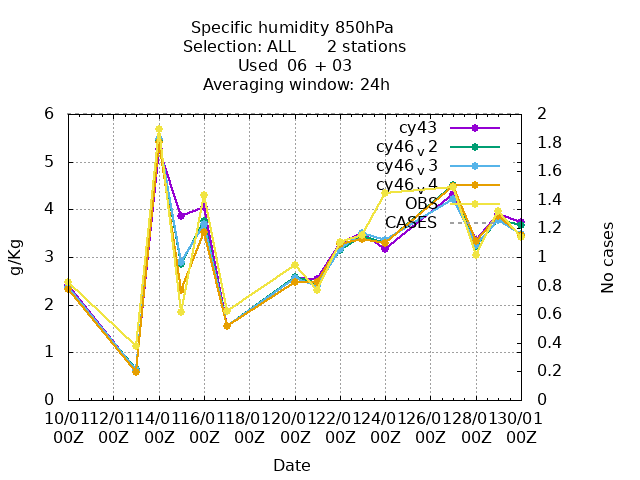 Specific humidity 850hPa
Selection: ALL 2 stations
Used 06 + 03
Averaging window: 24h
6 2
cy43 1.8
cy46 v 2
5 1.6
cy46 v 3
cy46 v 4
4 OBS 1.4
CASES 1.2
3 1
2 0.8
0.6
1 0.4
0.2
0 0
g/Kg
No cases
10/01 12/01 14/01 16/01 18/01 20/01 22/01 24/01 26/01 28/01 30/01
00Z 00Z 00Z 00Z 00Z 00Z 00Z 00Z 00Z 00Z 00Z
Date